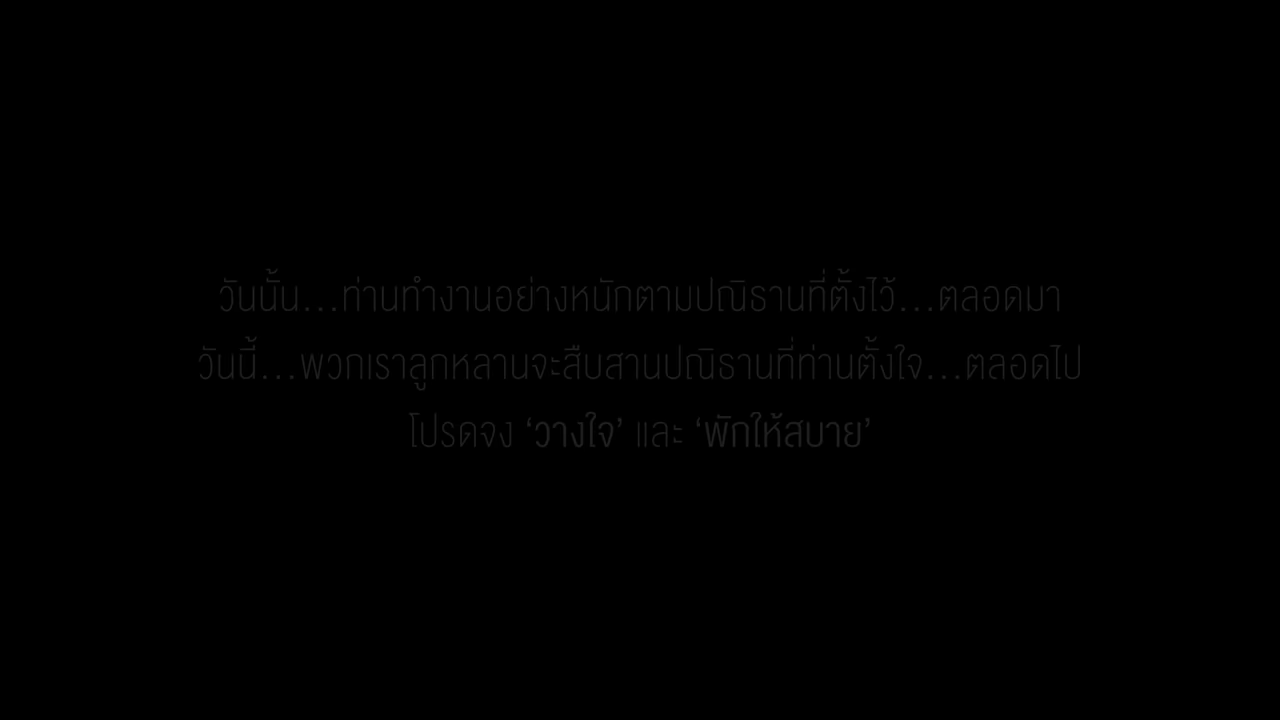 วันนั้น...ท่านทำงานอย่างหนักตามปณิธานที่ตั้งไว้...ตลอดมา
วันนี้...พวกเราลูกหลานจะสืบสานปณิธานที่ท่านตั้งใจ...ตลอดไป
โปรดจง ‘วางใจ’ และ ‘พักให้สบาย’